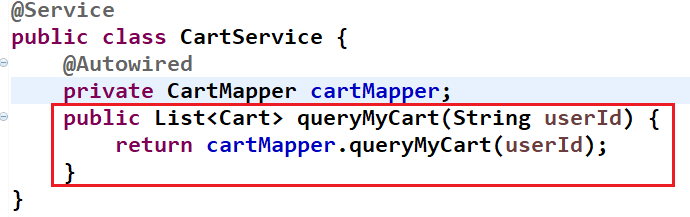 @Service
public class CartService {
@Autowired
private CartMapper cartMapper;
public List<Cart> queryMyCart(String userId) {
return cartMapper.queryMyCart(userId);
}
}